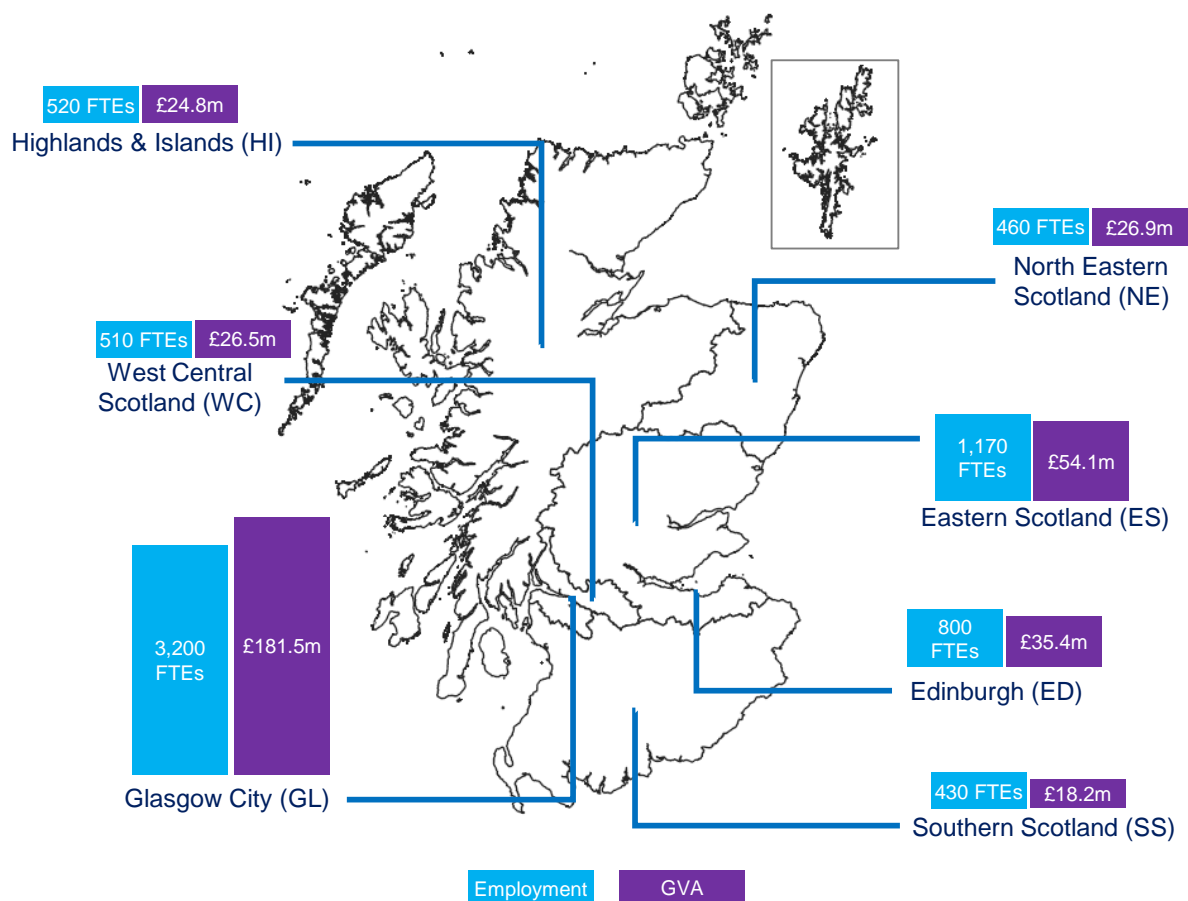 520 FTEs £24.8m
Highlands & Islands (HI)
460 FTEs £26.9m
North Eastern
Scotland (NE)
510 FTEs £26.5m
West Central
Scotland (WC)
1,170
FTEs
£54.1m
Eastern Scotland (ES)
3,200
FTEs
£181.5m
Glasgow City (GL)
800
FTEs
£35.4m
Edinburgh (ED)
430 FTEs £18.2m
Southern Scotland (SS)
Employment GVA